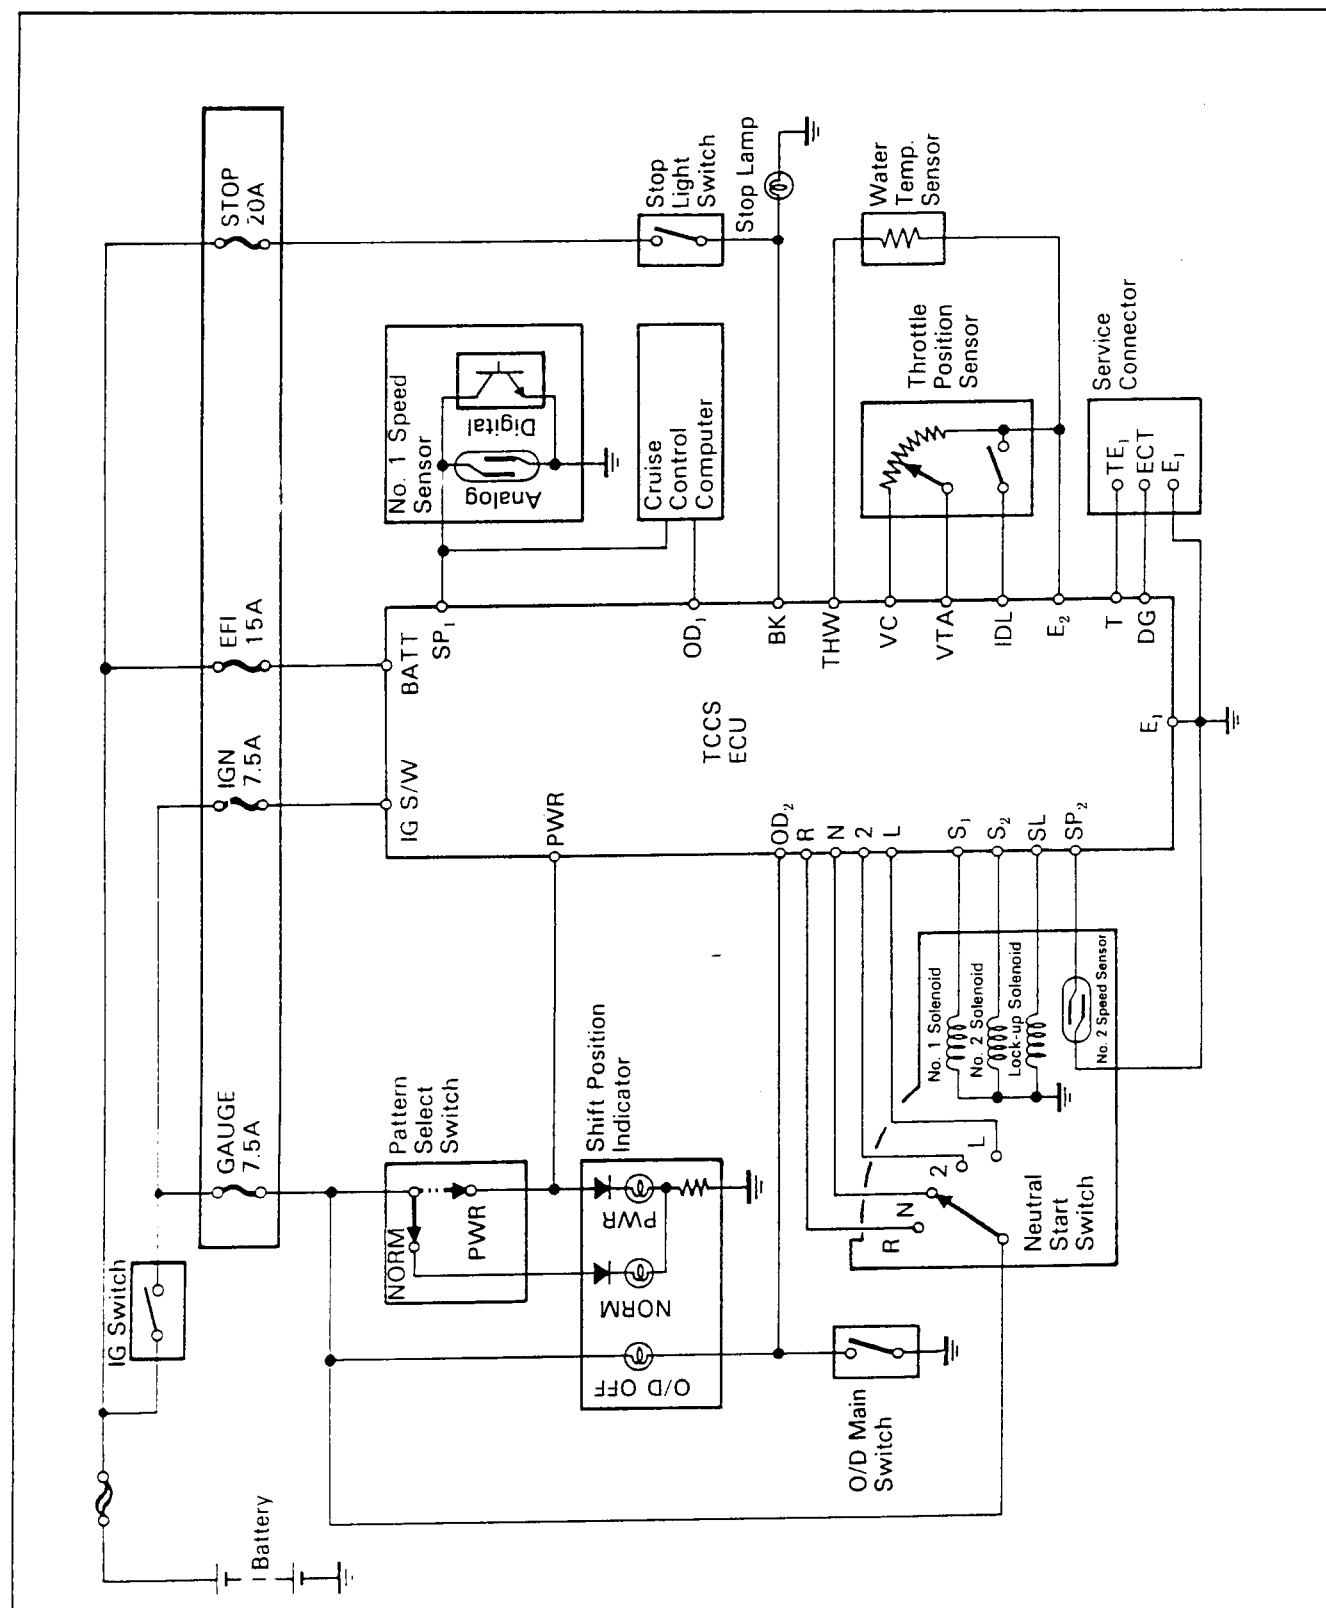 STOP
20A
EFI
15A
IGN
7.5A
GAUGE
7.5A
IG Switch
Battery
Stop
Light
Switch
Stop Lamp
Water
Temp.
Sensor
No. 1 Speed
Sensor
Digital
Analog
Cruise
Control
Computer
Throttle
Position
Sensor
Service
Connector
TE₁
ECT
E₁
BATT
IG S/W
SP₁
OD₁
BK
THW
VC
VTA
IDL
E₂
T
DG
E₁
TCCS
ECU
PWR
OD₂
R
N
2
L
S₁
S₂
SL
SP₂
No. 1 Solenoid
No. 2 Solenoid
Lock-up Solenoid
No. 2 Speed Sensor
Pattern
Select
Switch
NORM
PWR
Shift Position
Indicator
PWR
NORM
O/D OFF
R
N
2
L
Neutral
Start
Switch
O/D Main
Switch